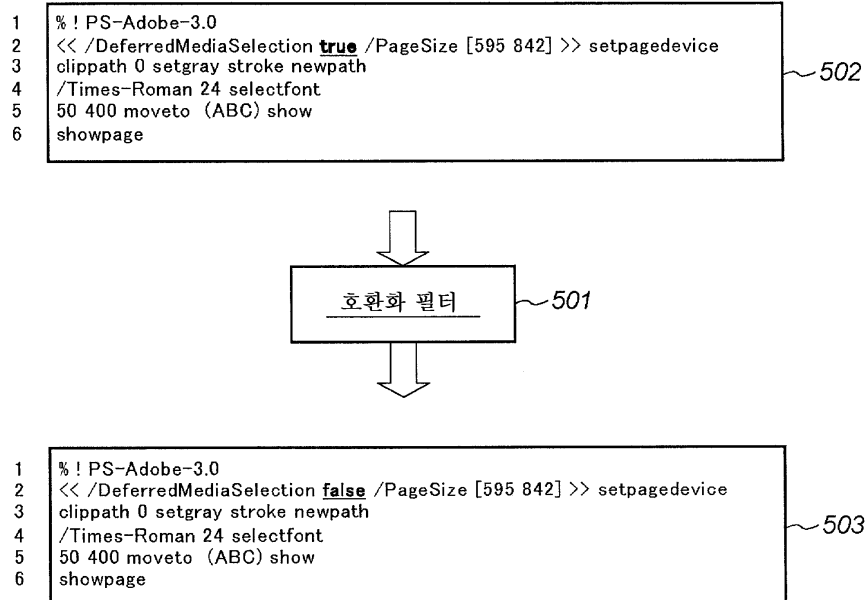 1 % ! PS-Adobe-3.0
2 << /DeferredMediaSelection true /PageSize [595 842] >> setpagedevice
3 clippath 0 setgray stroke newpath
4 /Times-Roman 24 selectfont
5 50 400 moveto (ABC) show
6 showpage
502
호환화 필터
501
1 % ! PS-Adobe-3.0
2 << /DeferredMediaSelection false /PageSize [595 842] >> setpagedevice
3 clippath 0 setgray stroke newpath
4 /Times-Roman 24 selectfont
5 50 400 moveto (ABC) show
6 showpage
503